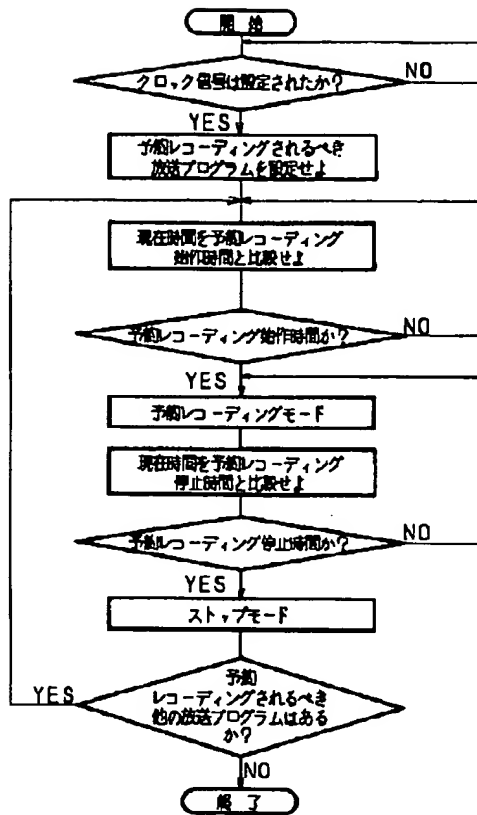 開始
クロック信号は設定されたか?
NO
YES
予約レコーディングされるべき
放送プログラムを設定せよ
現在時間を予約レコーディング
始作時間と比較せよ
予約レコーディング始作時間か?
NO
YES
予約レコーディングモード
現在時間を予約レコーディング
停止時間と比較せよ
予約レコーディング停止時間か?
NO
YES
ストップモード
予約
レコーディングされるべき
他の放送プログラムはある
か?
YES
NO
終了